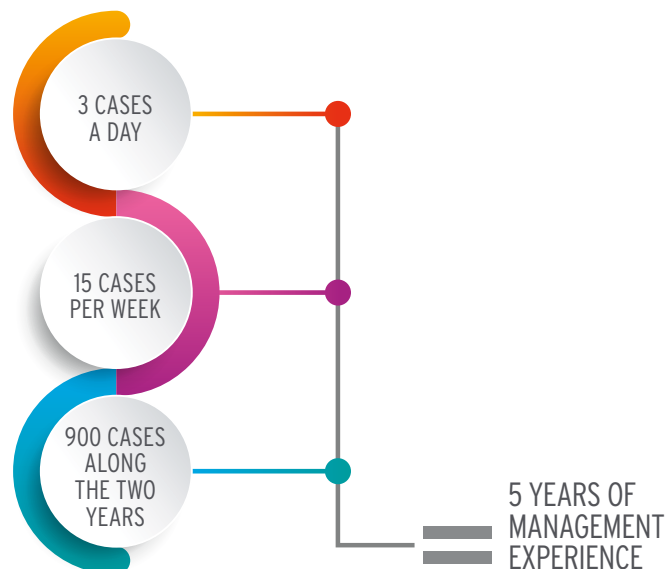 3 CASES
A DAY
15 CASES
PER WEEK
900 CASES
ALONG
THE TWO
YEARS
5 YEARS OF
MANAGEMENT
EXPERIENCE